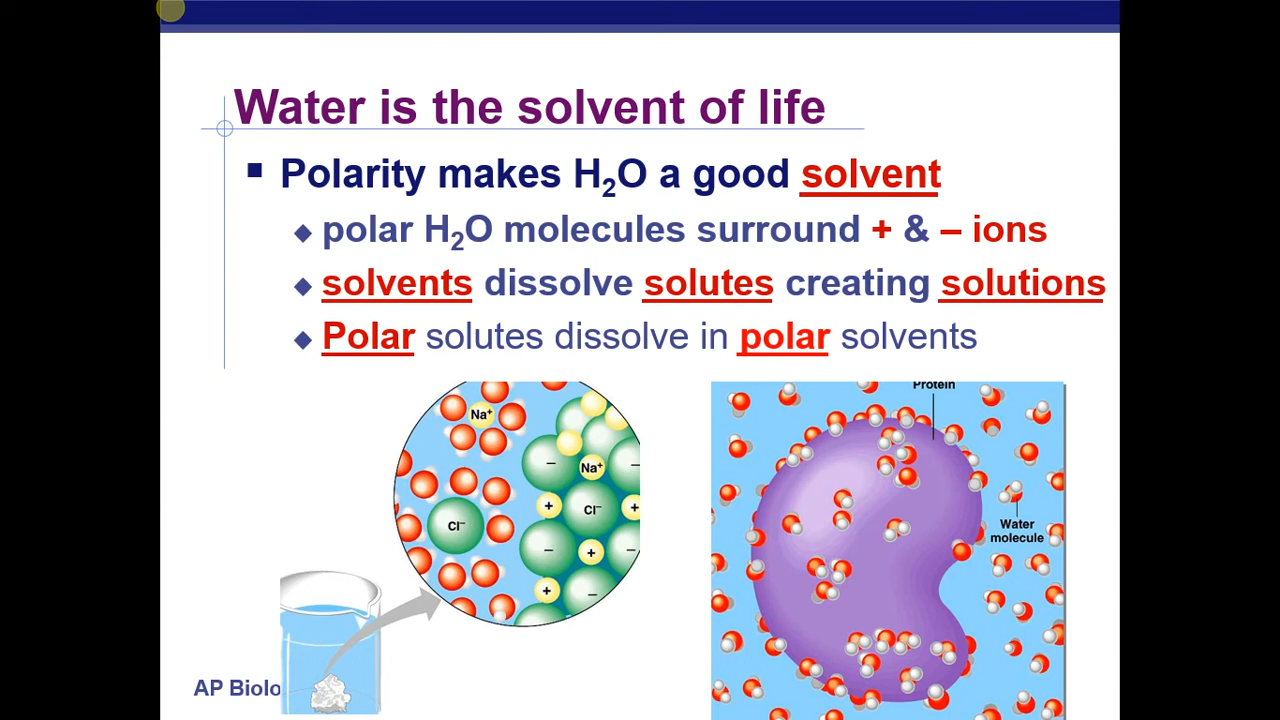 Water is the solvent of life
Polarity makes H₂O a good solvent
polar H₂O molecules surround + & – ions
solvents dissolve solutes creating solutions
Polar solutes dissolve in polar solvents
Na⁺
–
Na⁺
–
+
Cl⁻
+
Cl⁻
–
+
–
+
–
Protein
Water
molecule
AP Biolo